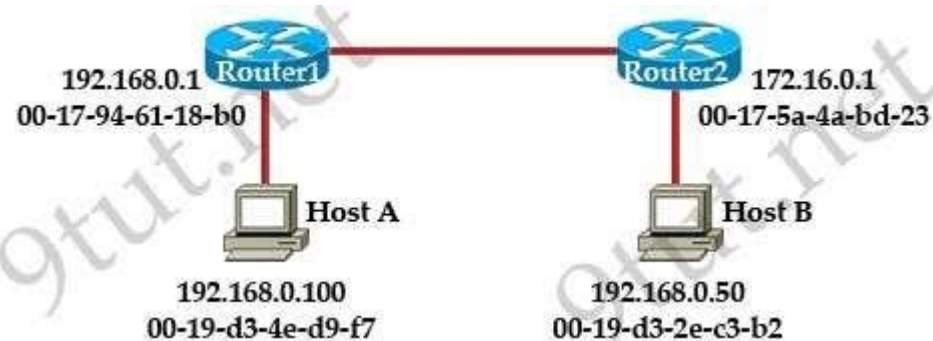 Router1
Router2
192.168.0.1
00-17-94-61-18-b0
172.16.0.1
00-17-5a-4a-bd-23
Host A
Host B
192.168.0.100
00-19-d3-4e-d9-f7
192.168.0.50
00-19-d3-2e-c3-b2
9tut.net
9tut.net